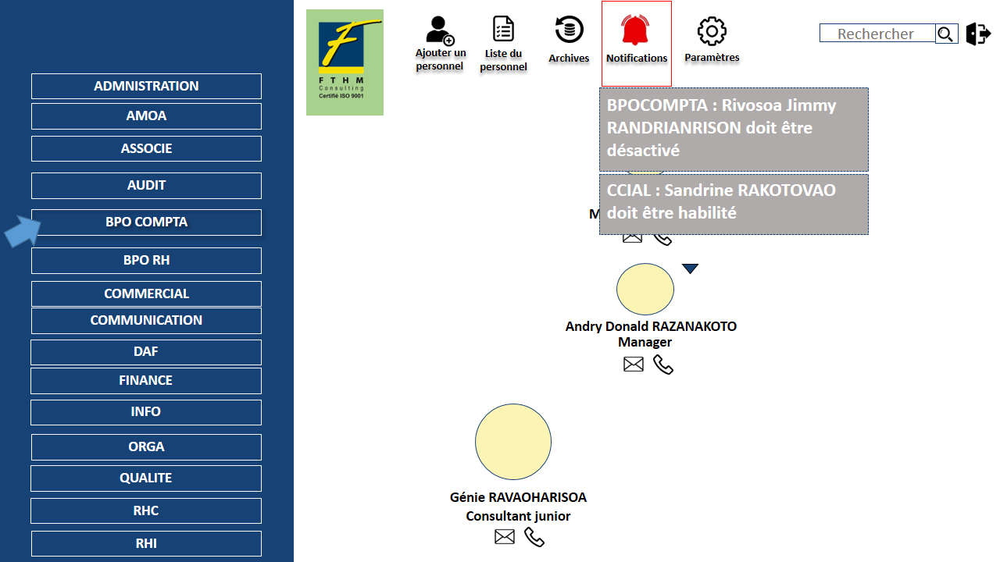 ADMNISTRATION
AMOA
ASSOCIE
AUDIT
BPO COMPTA
BPO RH
COMMERCIAL
COMMUNICATION
DAF
FINANCE
INFO
ORGA
QUALITE
RHC
RHI
F T H M
Consulting
Certifié ISO 9001
Ajouter un
personnel
Liste du
personnel
Archives
Notifications
Paramètres
Rechercher
BPOCOMPTA : Rivosoa Jimmy
RANDRIANRISON doit être
désactivé
CCIAL : Sandrine RAKOTOVAO
doit être habilité
Andry Donald RAZANAKOTO
Manager
Génie RAVAOHARISOA
Consultant junior